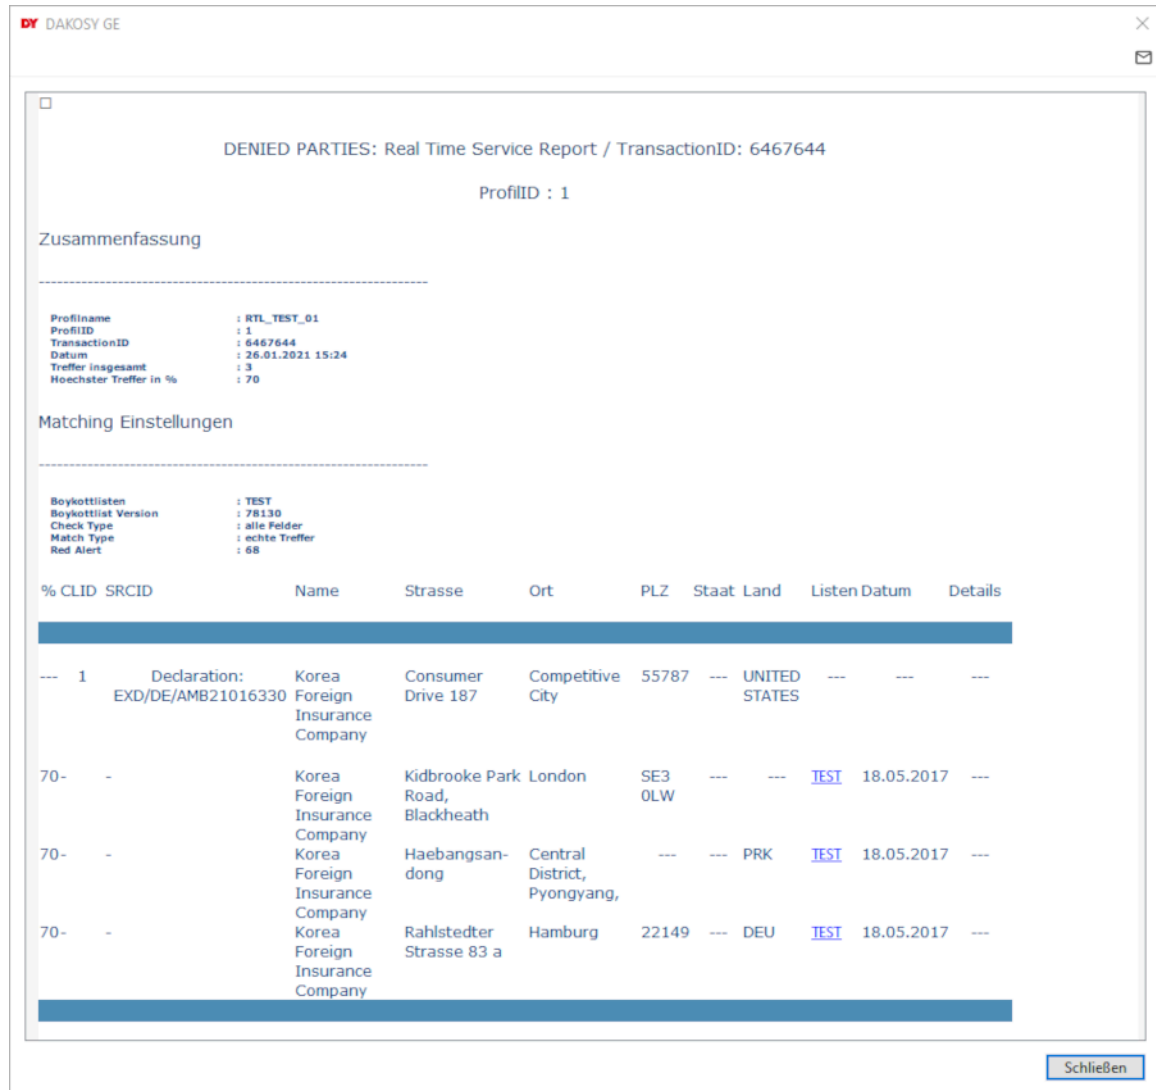 DY DAKOSY GE
DENIED PARTIES: Real Time Service Report / TransactionID: 6467644
ProfilID : 1
Zusammenfassung
-----------------------------------------------------------------
Profilname : RTL_TEST_01
ProfilID : 1
TransactionID : 6467644
Datum : 26.01.2021 15:24
Treffer insgesamt : 3
Hoechster Treffer in % : 70
Matching Einstellungen
-----------------------------------------------------------------
Boykottlisten : TEST
Boykottlist Version : 78130
Check Type : alle Felder
Match Type : echte Treffer
Red Alert : 68
% CLID SRCID Name Strasse Ort PLZ Staat Land Listen Datum Details
--- 1 Declaration: Korea Consumer Competitive 55787 --- UNITED --- --- ---
EXD/DE/AMB21016330 Foreign Drive 187 City STATES
Insurance
Company
70- - Korea Kidbrooke Park London SE3 --- --- TEST 18.05.2017 ---
Foreign Road, 0LW
Insurance Blackheath
Company
70- - Korea Haebangsan- Central --- --- PRK TEST 18.05.2017 ---
Foreign dong District,
Insurance Pyongyang,
Company
70- - Korea Rahlstedter Hamburg 22149 --- DEU TEST 18.05.2017 ---
Foreign Strasse 83 a
Insurance
Company
Schließen